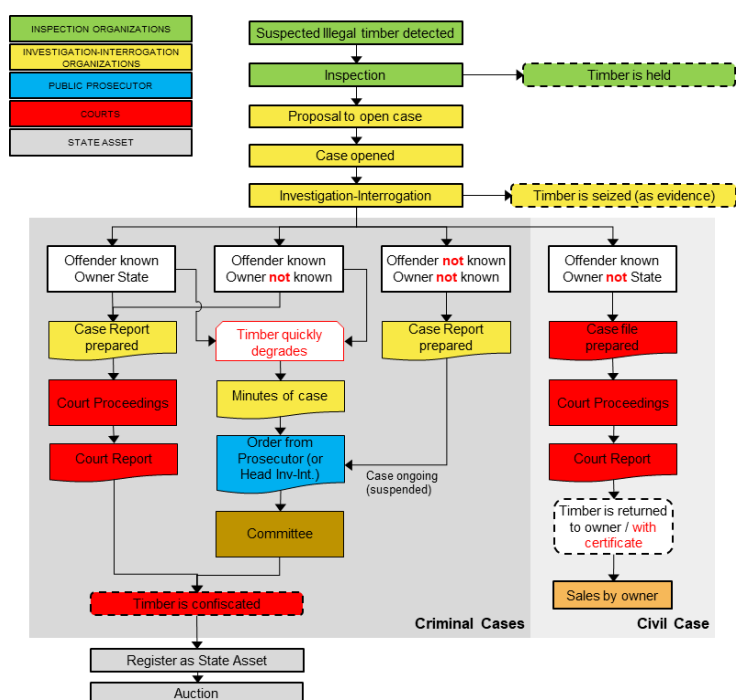 INSPECTION ORGANIZATIONS
INVESTIGATION-INTERROGATION
ORGANIZATIONS
PUBLIC PROSECUTOR
COURTS
STATE ASSET
Suspected Illegal timber detected
Inspection
Timber is held
Proposal to open case
Case opened
Investigation-Interrogation
Timber is seized (as evidence)
Offender known
Owner State
Offender known
Owner not known
Offender not known
Owner not known
Offender known
Owner not State
Case Report
prepared
Timber quickly
degrades
Case Report
prepared
Case file
prepared
Court Proceedings
Minutes of case
Court Proceedings
Court Report
Order from
Prosecutor (or
Head Inv-Int.)
Case ongoing
(suspended)
Court Report
Committee
Timber is returned
to owner / with
certificate
Timber is confiscated
Sales by owner
Criminal Cases
Civil Case
Register as State Asset
Auction